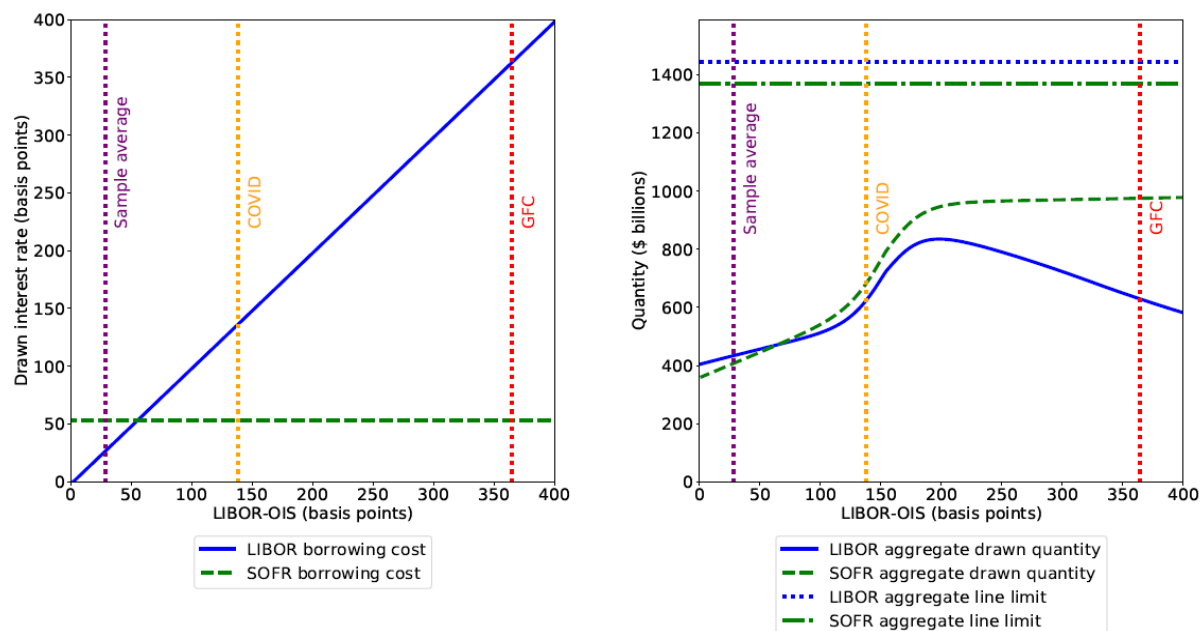 Drawn interest rate (basis points)
400
350
300
250
200
150
100
50
0
Sample average
COVID
GFC
0 50 100 150 200 250 300 350 400
LIBOR-OIS (basis points)
LIBOR borrowing cost
SOFR borrowing cost
Quantity ($ billions)
1400
1200
1000
800
600
400
200
0
Sample average
COVID
GFC
0 50 100 150 200 250 300 350 400
LIBOR-OIS (basis points)
LIBOR aggregate drawn quantity
SOFR aggregate drawn quantity
LIBOR aggregate line limit
SOFR aggregate line limit